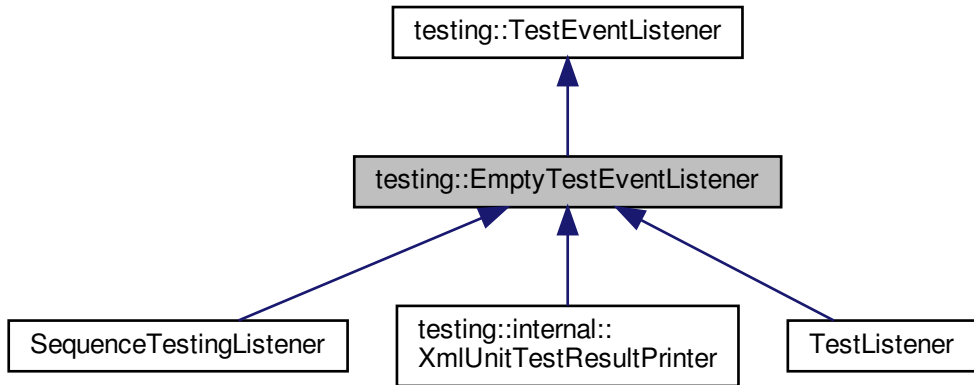 testing::TestEventListener
testing::EmptyTestEventListener
SequenceTestingListener
testing::internal::
XmlUnitTestResultPrinter
TestListener